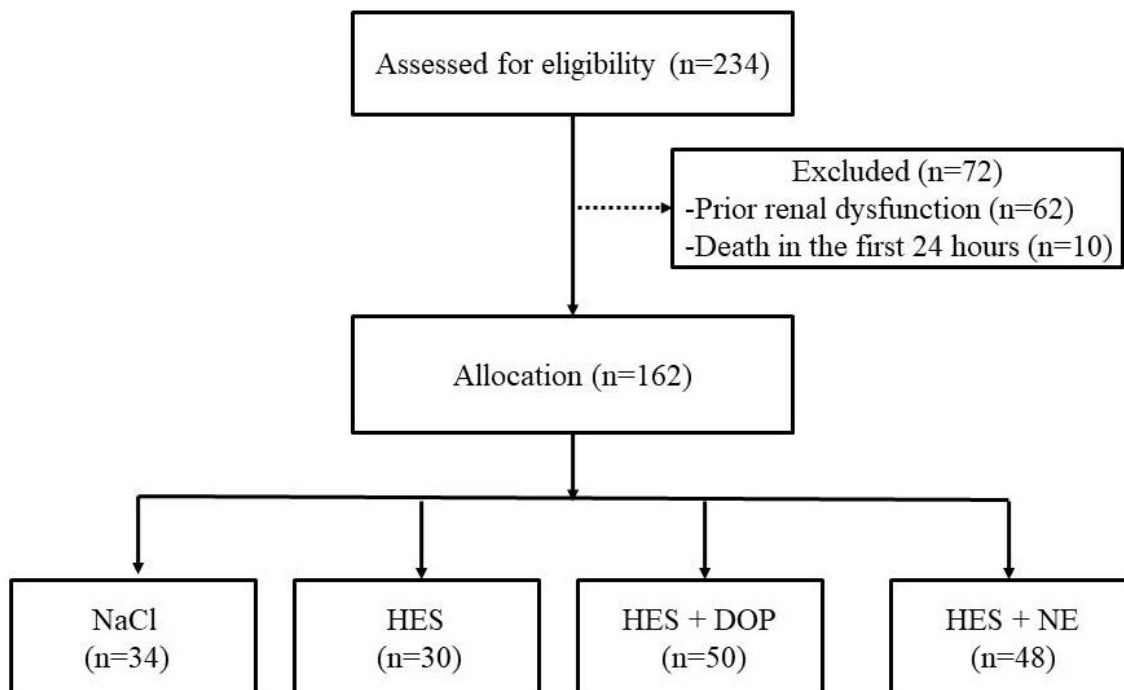 Assessed for eligibility (n=234)
Excluded (n=72)
-Prior renal dysfunction (n=62)
-Death in the first 24 hours (n=10)
Allocation (n=162)
NaCl
(n=34)
HES
(n=30)
HES + DOP
(n=50)
HES + NE
(n=48)